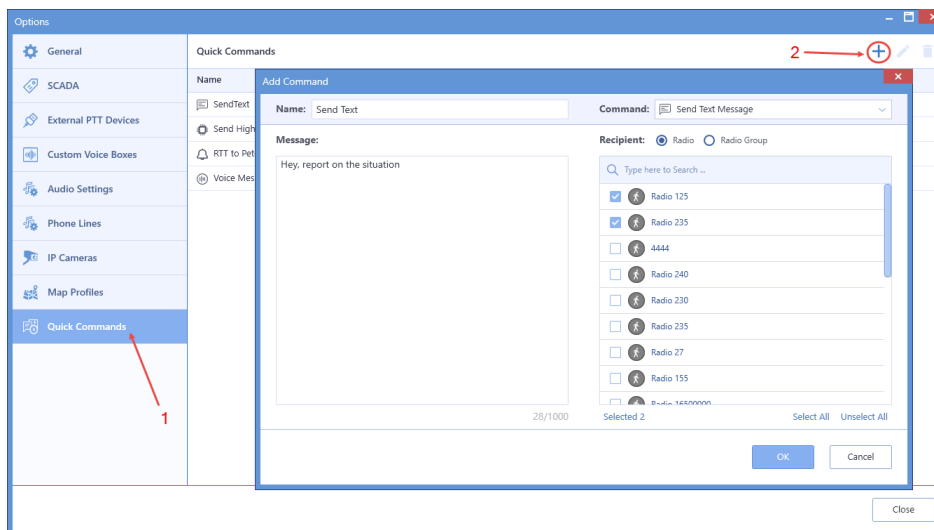 Options
General
SCADA
External PTT Devices
Custom Voice Boxes
Audio Settings
Phone Lines
IP Cameras
Map Profiles
Quick Commands
1
Quick Commands
2
Name
SendText
Send High
RTT to Pet
Voice Mes
Add Command
Name: Send Text
Command: Send Text Message
Message:
Hey, report on the situation
28/1000
Recipient: Radio Radio Group
Type here to Search ...
Radio 125
Radio 235
4444
Radio 240
Radio 230
Radio 235
Radio 27
Radio 155
Radio 16500000
Selected 2 Select All Unselect All
OK Cancel
Close